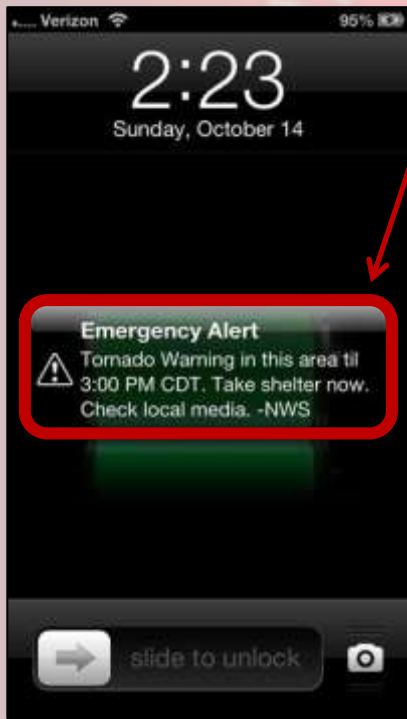 Verizon 95%
2:23
Sunday, October 14
Emergency Alert
Tornado Warning in this area til
3:00 PM CDT. Take shelter now.
Check local media. -NWS
slide to unlock